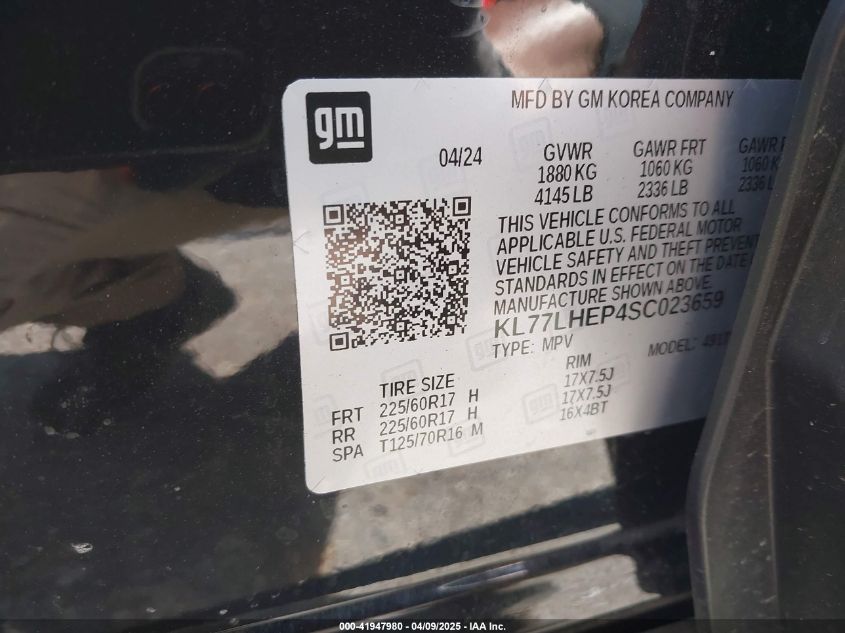 gm
MFD BY GM KOREA COMPANY
04/24
GVWR GAWR FRT GAWR
1880 KG 1060 KG 1060
4145 LB 2336 LB 2336
THIS VEHICLE CONFORMS TO ALL
APPLICABLE U.S. FEDERAL MOTOR
VEHICLE SAFETY AND THEFT PREVENT
STANDARDS IN EFFECT ON THE DATE
MANUFACTURE SHOWN ABOVE.
KL77LHEP4SC023659
TYPE: MPV MODEL:
TIRE SIZE RIM
FRT 225/60R17 H 17X7.5J
RR 225/60R17 H 17X7.5J
SPA T125/70R16 M 16X4BT
000-41947980 - 04/09/2025 - IAA Inc.